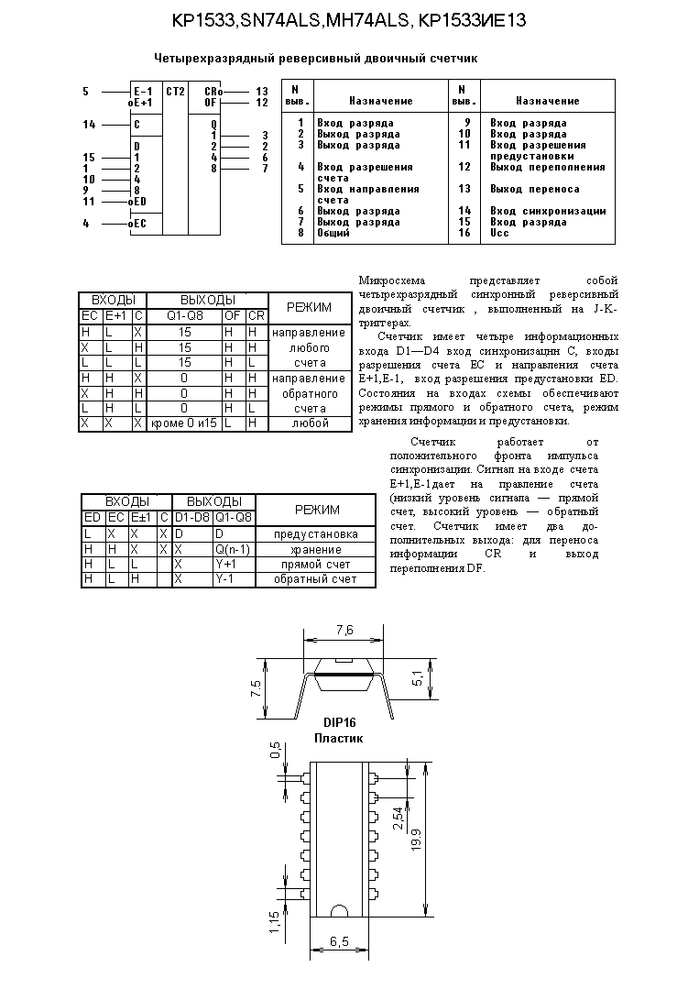 КР1533,SN74ALS,MH74ALS, КР1533ИЕ13
Четырехразрядный реверсивный двоичный счетчик
5 E-1 CT2 CR 13
E+1 OF 12
14 C Q
1 3
D 2 2
15 1 4 6
1 2 8 7
10 4
9 8
11 ED
4 EC
N выв. Назначение N выв. Назначение
1 Вход разряда 9 Вход разряда
2 Выход разряда 10 Вход разряда
3 Выход разряда 11 Вход разрешения
предустановки
4 Вход разрешения 12 Выход переполнения
счета
5 Вход направления 13 Выход переноса
счета
6 Выход разряда 14 Вход синхронизации
7 Выход разряда 15 Вход разряда
8 Общий 16 Ucc
ВХОДЫ ВЫХОДЫ РЕЖИМ
EC E+1 C Q1-Q8 OF CR
H L X 15 H H направление
X L H 15 H H любого
L L L 15 H L счета
H H X 0 H H направление
X H H 0 H H обратного
L H L 0 H L счета
X X X кроме 0 и15 L H любой
Микросхема представляет собой
четырехразрядный синхронный реверсивный
двоичный счетчик , выполненный на J-K-
триггерах.
Счетчик имеет четыре информационных
входа D1—D4 вход синхронизацнн С, входы
разрешения счета ЕС и направления счета
E+1,E-1, вход разрешения предустановки ED.
Состояния на входах схемы обеспечивают
режимы прямого и обратного счета, режим
хранения информации и предустановки.
Счетчик работает от
положительного фронта импульса
синхронизации. Сигнал на входе счета
E+1,E-1дает на правление счета
(низкий уровень сигнала — прямой
счет, высокий уровень — обратный
счет. Счетчик имеет два до-
полнительных выхода: для переноса
информации CR и выход
переполнения DF.
ВХОДЫ ВЫХОДЫ РЕЖИМ
ED EC E±1 C D1-D8 Q1-Q8
L X X X D D предустановка
H H X X X Q(n-1) хранение
H L L X Y+1 прямой счет
H L H X Y-1 обратный счет
7,6
7.5
5,1
DIP16
Пластик
0,5
2,54
19.9
1,15
6,5